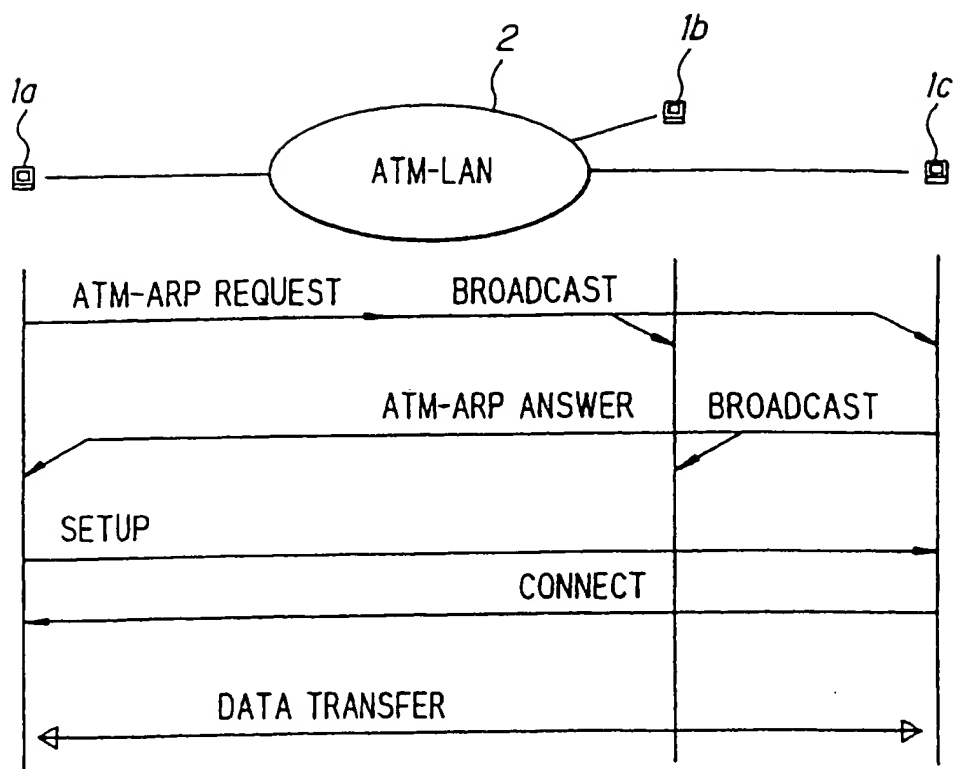 2
1b
1a
1c
ATM-LAN
ATM-ARP REQUEST BROADCAST
ATM-ARP ANSWER BROADCAST
SETUP
CONNECT
DATA TRANSFER